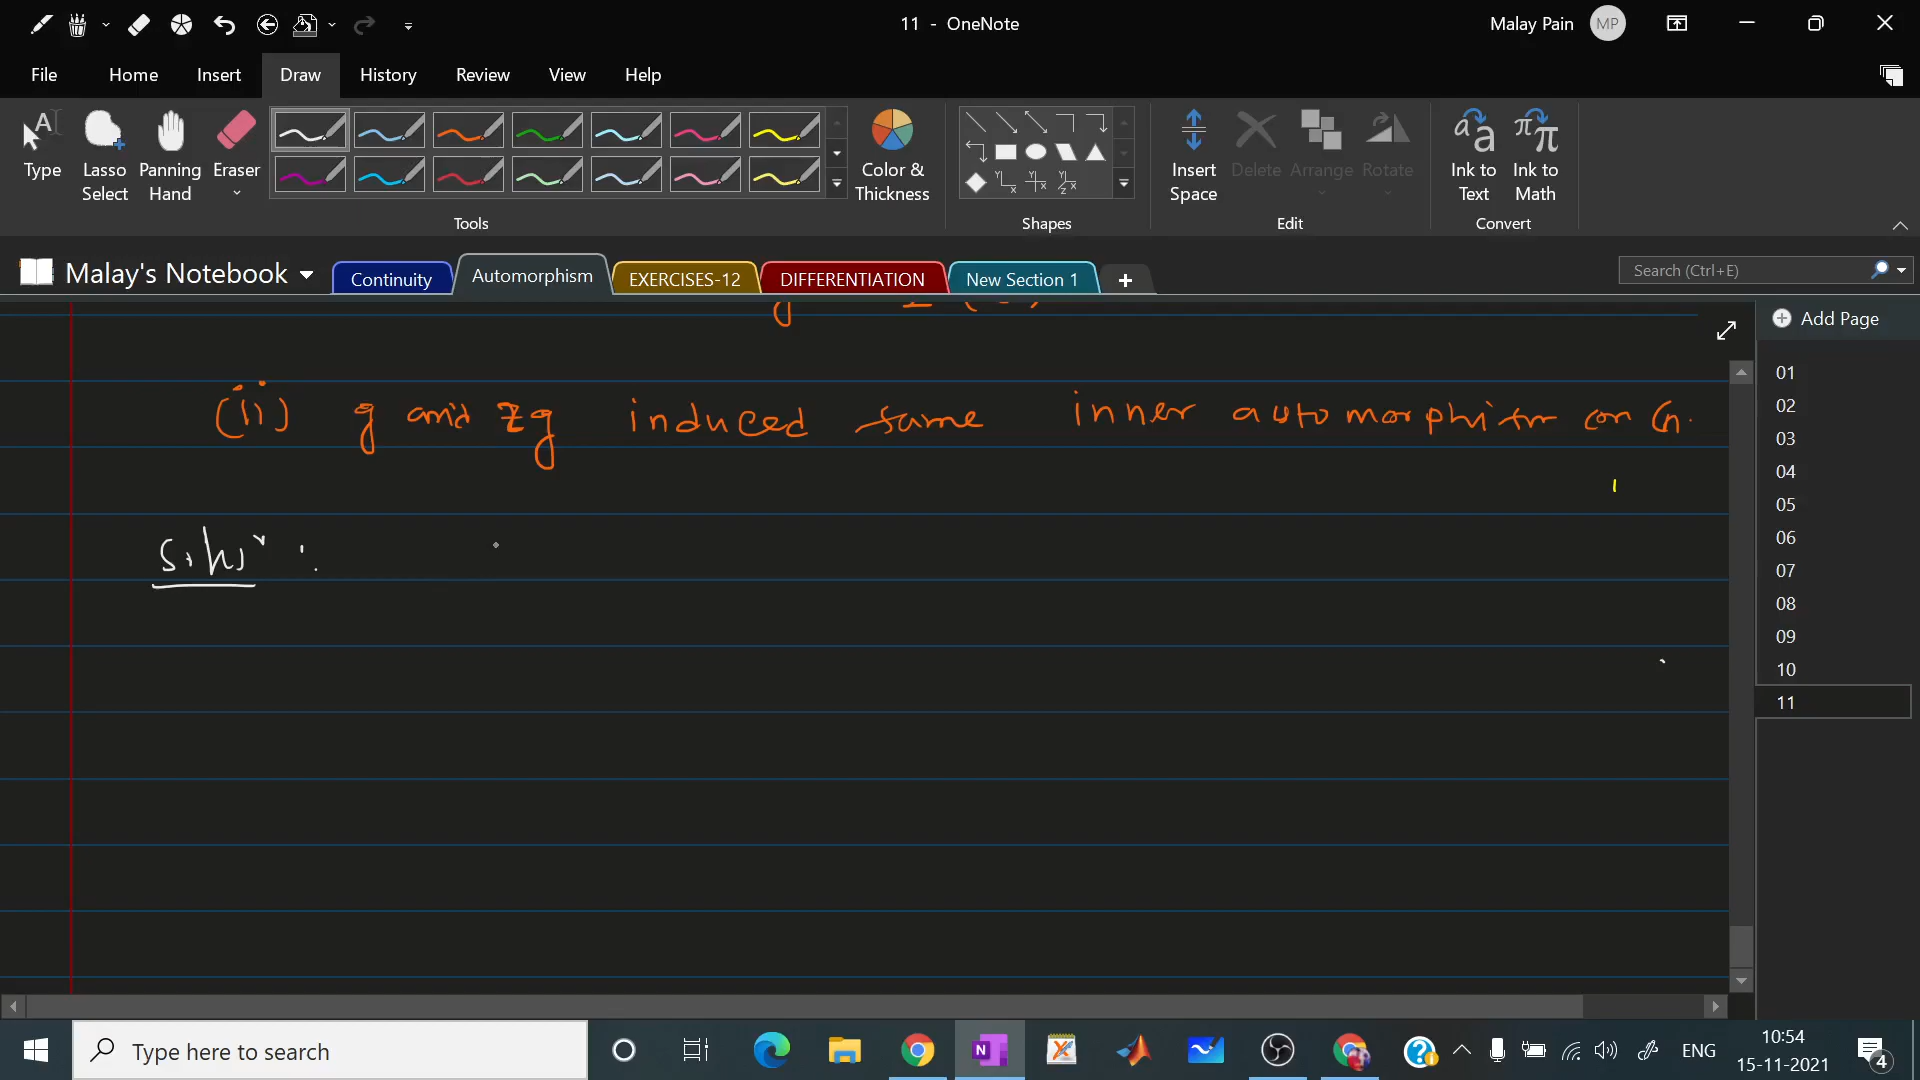 11 - OneNote
Malay Pain MP
File Home Insert Draw History Review View Help
Type Lasso Select Panning Hand Eraser Color & Thickness Insert Space Delete Arrange Rotate Ink to Text Ink to Math
Tools Shapes Edit Convert
Malay's Notebook Continuity Automorphism EXERCISES-12 DIFFERENTIATION New Section 1 + Search (Ctrl+E)
Add Page
01
(ii) g and zg induced same inner automorphism on G.
02
03
04
05
06
07
08
09
10
11
Type here to search
ENG
10:54
15-11-2021
4